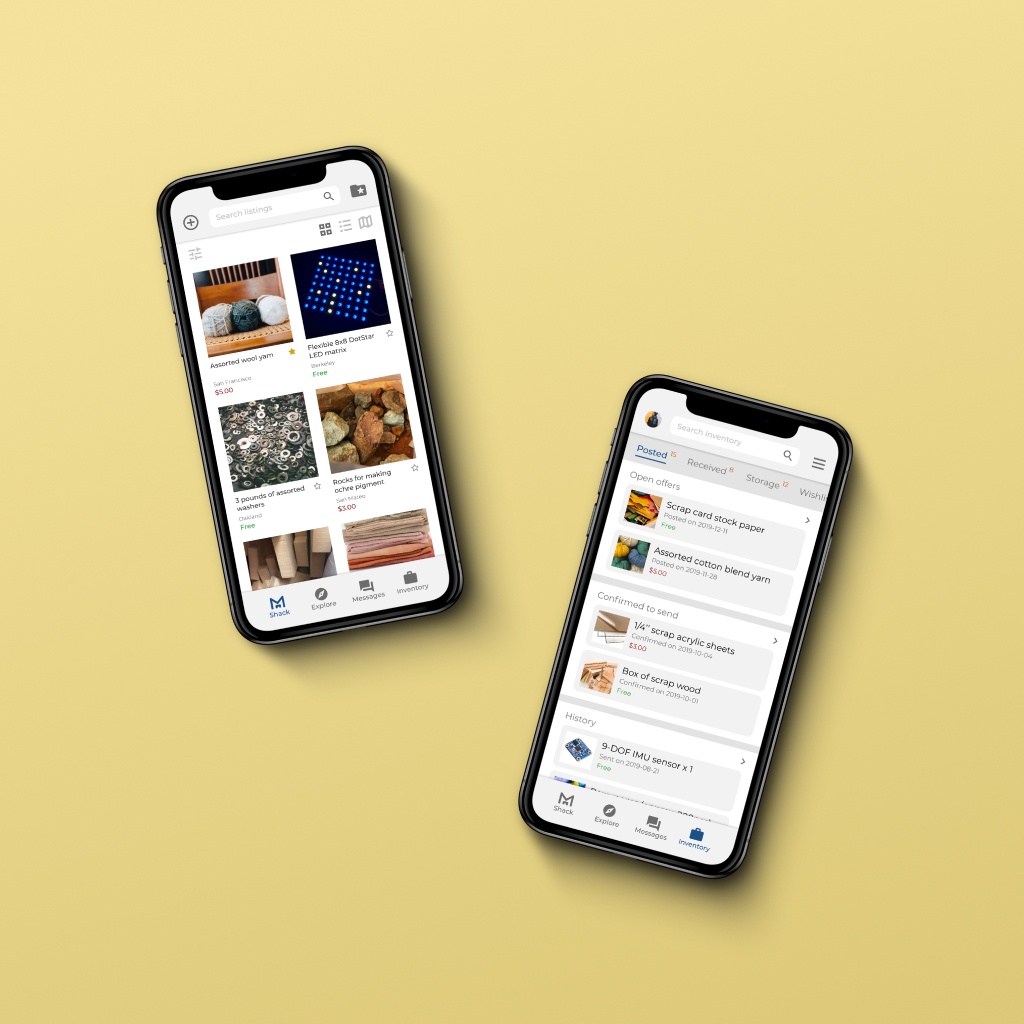 Search listings
Assorted wool yarn
San Francisco
$5.00
Flexible 8x8 DotStar
LED matrix
Berkeley
Free
3 pounds of assorted
washers
Oakland
Free
Rocks for making
ochre pigment
San Mateo
$3.00
Shack
Explore
Messages
Inventory
Search inventory
Posted 15
Received 8
Storage 12
Wishli
Open offers
Scrap card stock paper
Posted on 2019-12-11
Free
Assorted cotton blend yarn
Posted on 2019-11-28
$5.00
Confirmed to send
1/4" scrap acrylic sheets
Confirmed on 2019-10-04
$3.00
Box of scrap wood
Confirmed on 2019-10-01
Free
History
9-DOF IMU sensor x 1
Sent on 2019-08-21
Free
Shack
Explore
Messages
Inventory